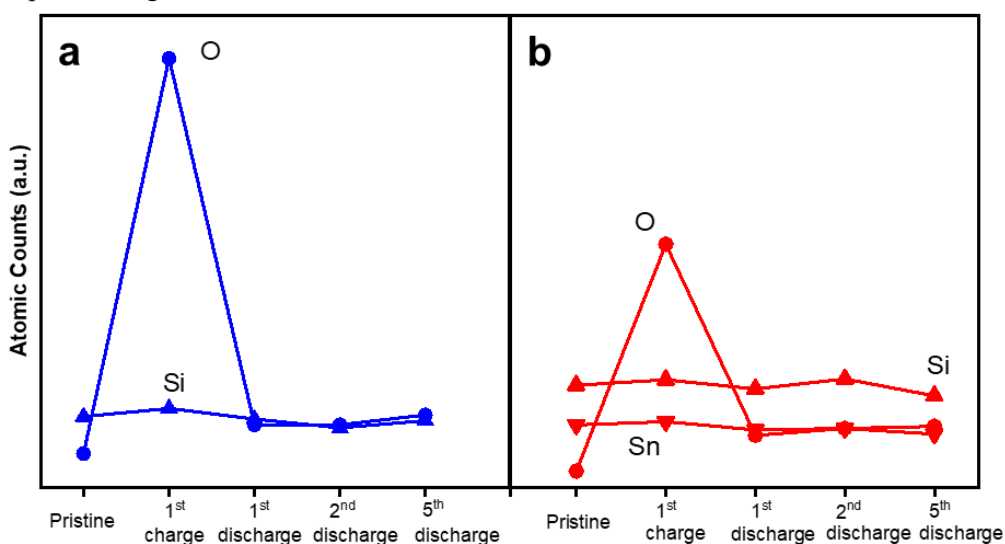 a
O
Si
b
O
Si
Sn
Atomic Counts (a.u.)
Pristine
1st charge
1st discharge
2nd discharge
5th discharge
Pristine
1st charge
1st discharge
2nd discharge
5th discharge